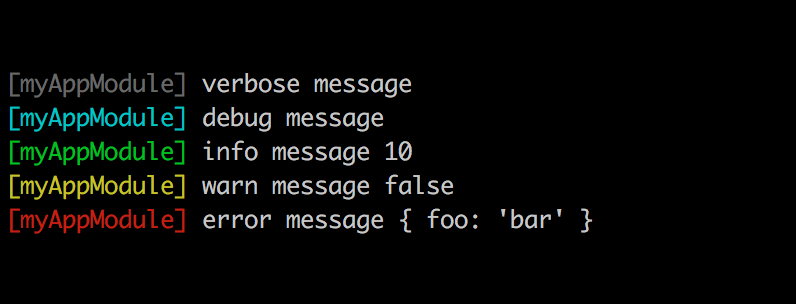 [myAppModule] verbose message
[myAppModule] debug message
[myAppModule] info message 10
[myAppModule] warn message false
[myAppModule] error message { foo: 'bar' }